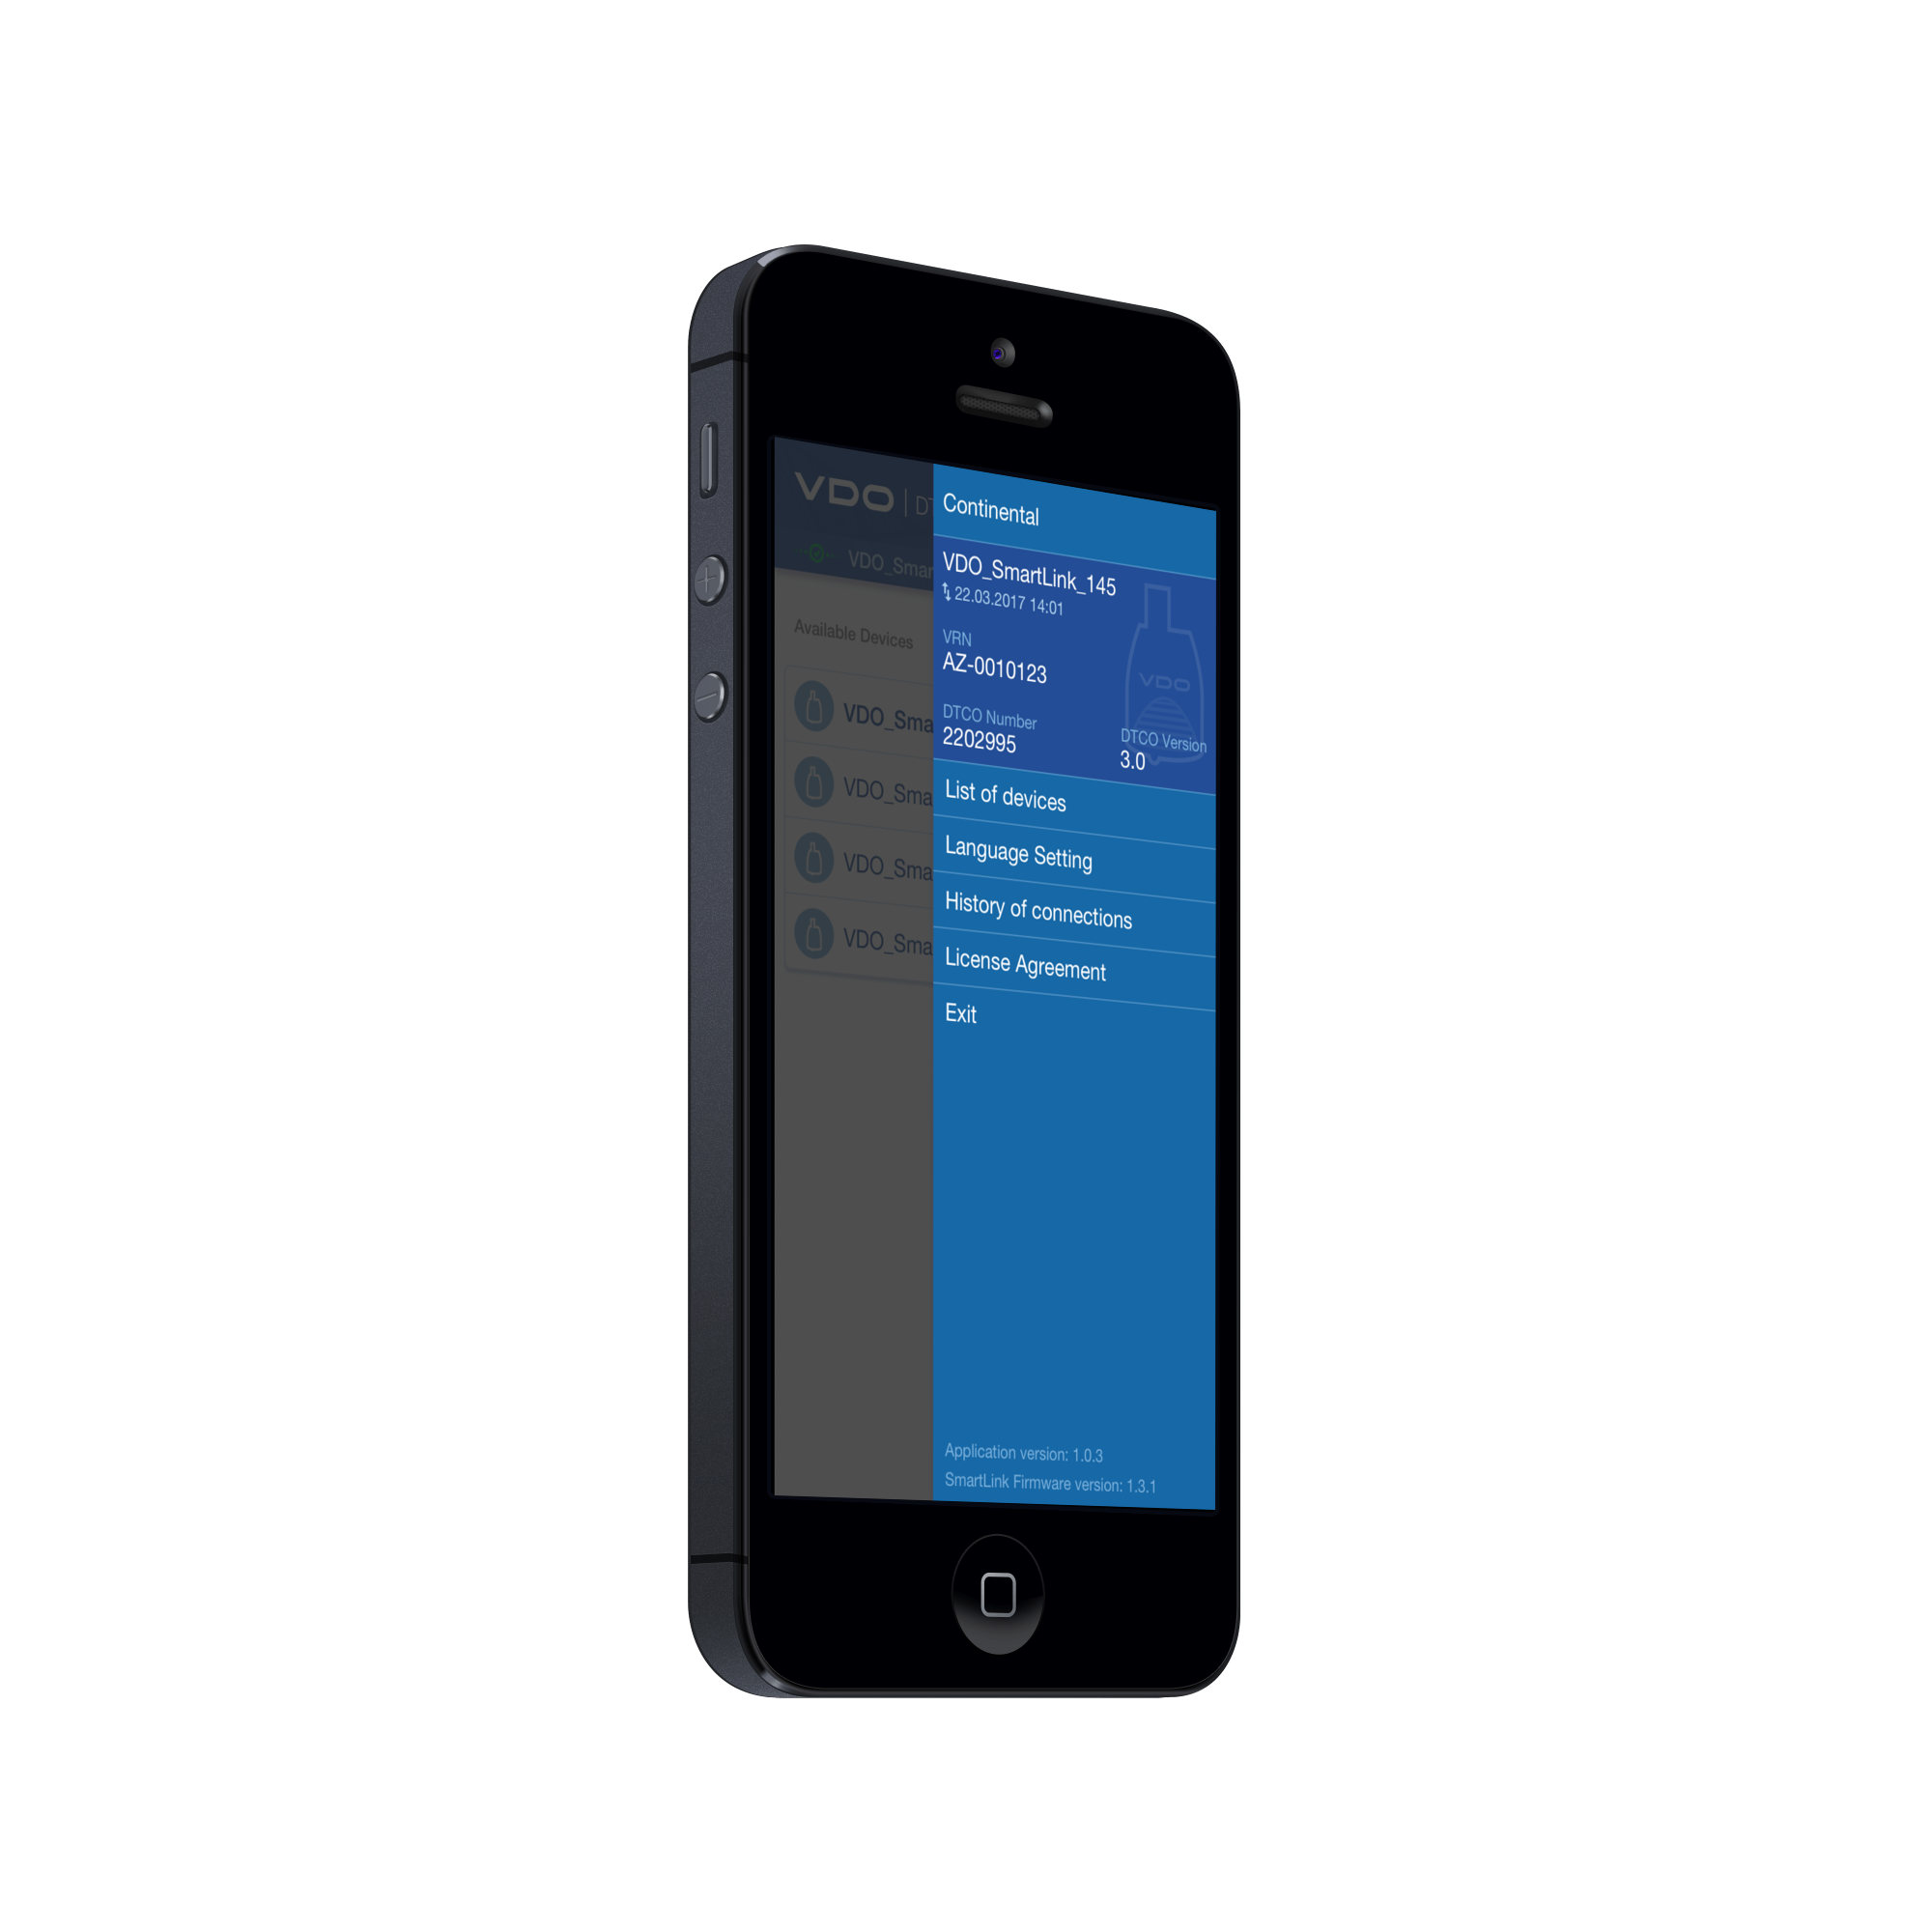 VDO
Continental
VDO_SmartLink_145
22.03.2017 14:01
VRN
AZ-0010123
VDO
DTCO Number
2202995
DTCO Version
3.0
List of devices
Language Setting
History of connections
License Agreement
Exit
Application version: 1.0.3
SmartLink Firmware version: 1.3.1
DT
VDO_Smar
Available Devices
VDO_Sma
VDO_Sma
VDO_Sma
VDO_Sma